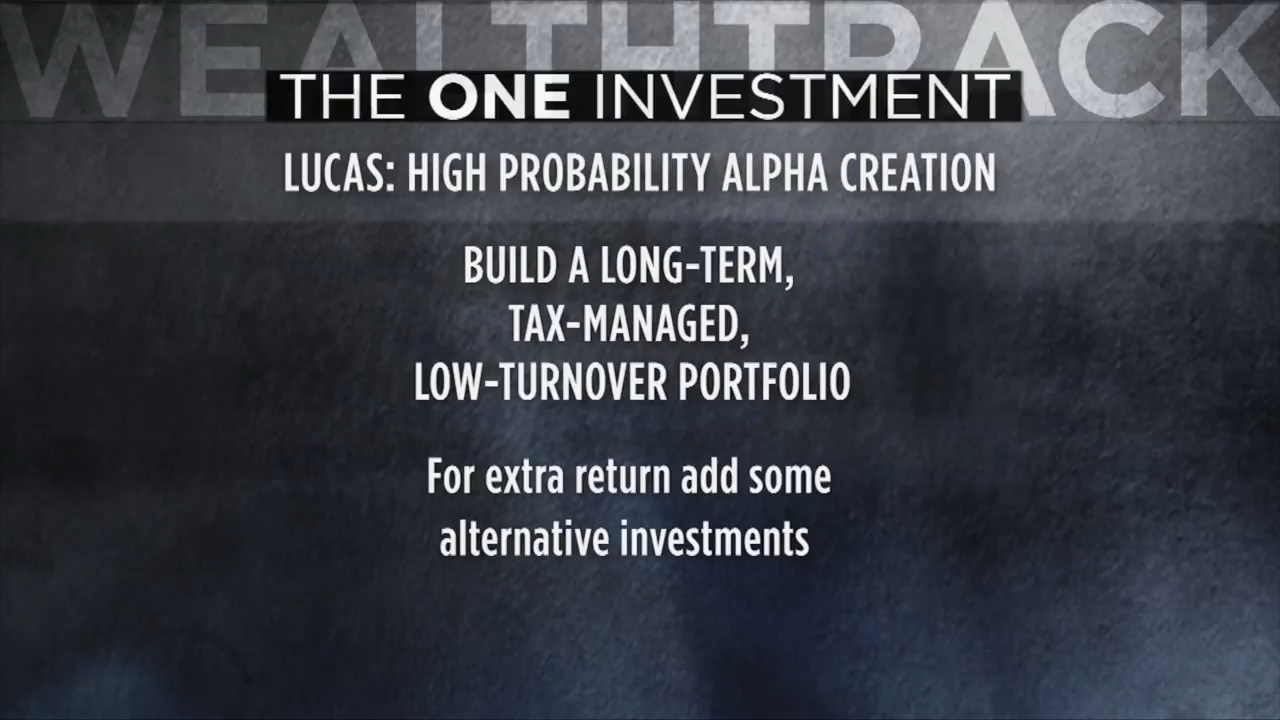 WEALTHTRACK
THE ONE INVESTMENT
LUCAS: HIGH PROBABILITY ALPHA CREATION
BUILD A LONG-TERM,
TAX-MANAGED,
LOW-TURNOVER PORTFOLIO
For extra return add some
alternative investments